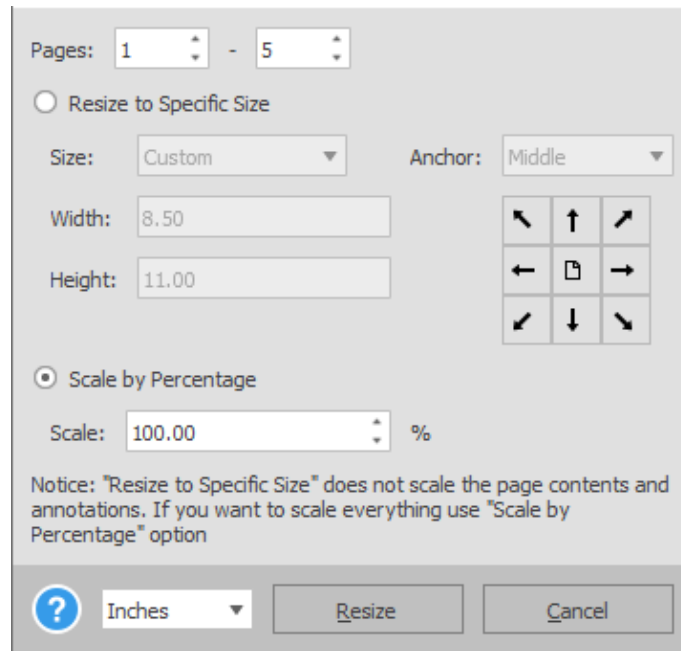 Pages: 1 - 5
Resize to Specific Size
Size: Custom Anchor: Middle
Width: 8.50
Height: 11.00
Scale by Percentage
Scale: 100.00 %
Notice: "Resize to Specific Size" does not scale the page contents and
annotations. If you want to scale everything use "Scale by
Percentage" option
? Inches Resize Cancel